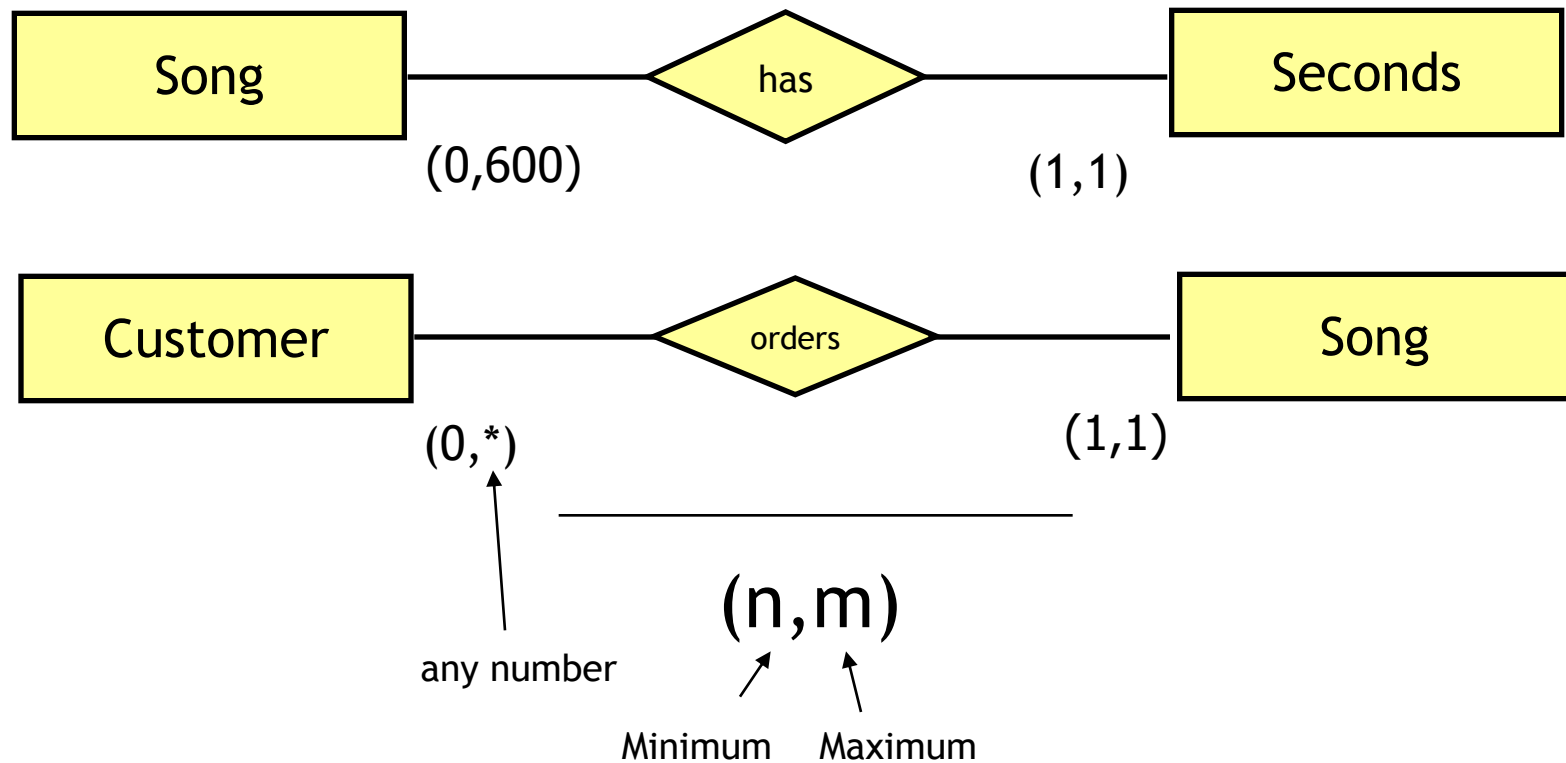 Song has Seconds
(0,600) (1,1)
Customer orders Song
(0,*) (1,1)
(n,m)
any number
Minimum Maximum